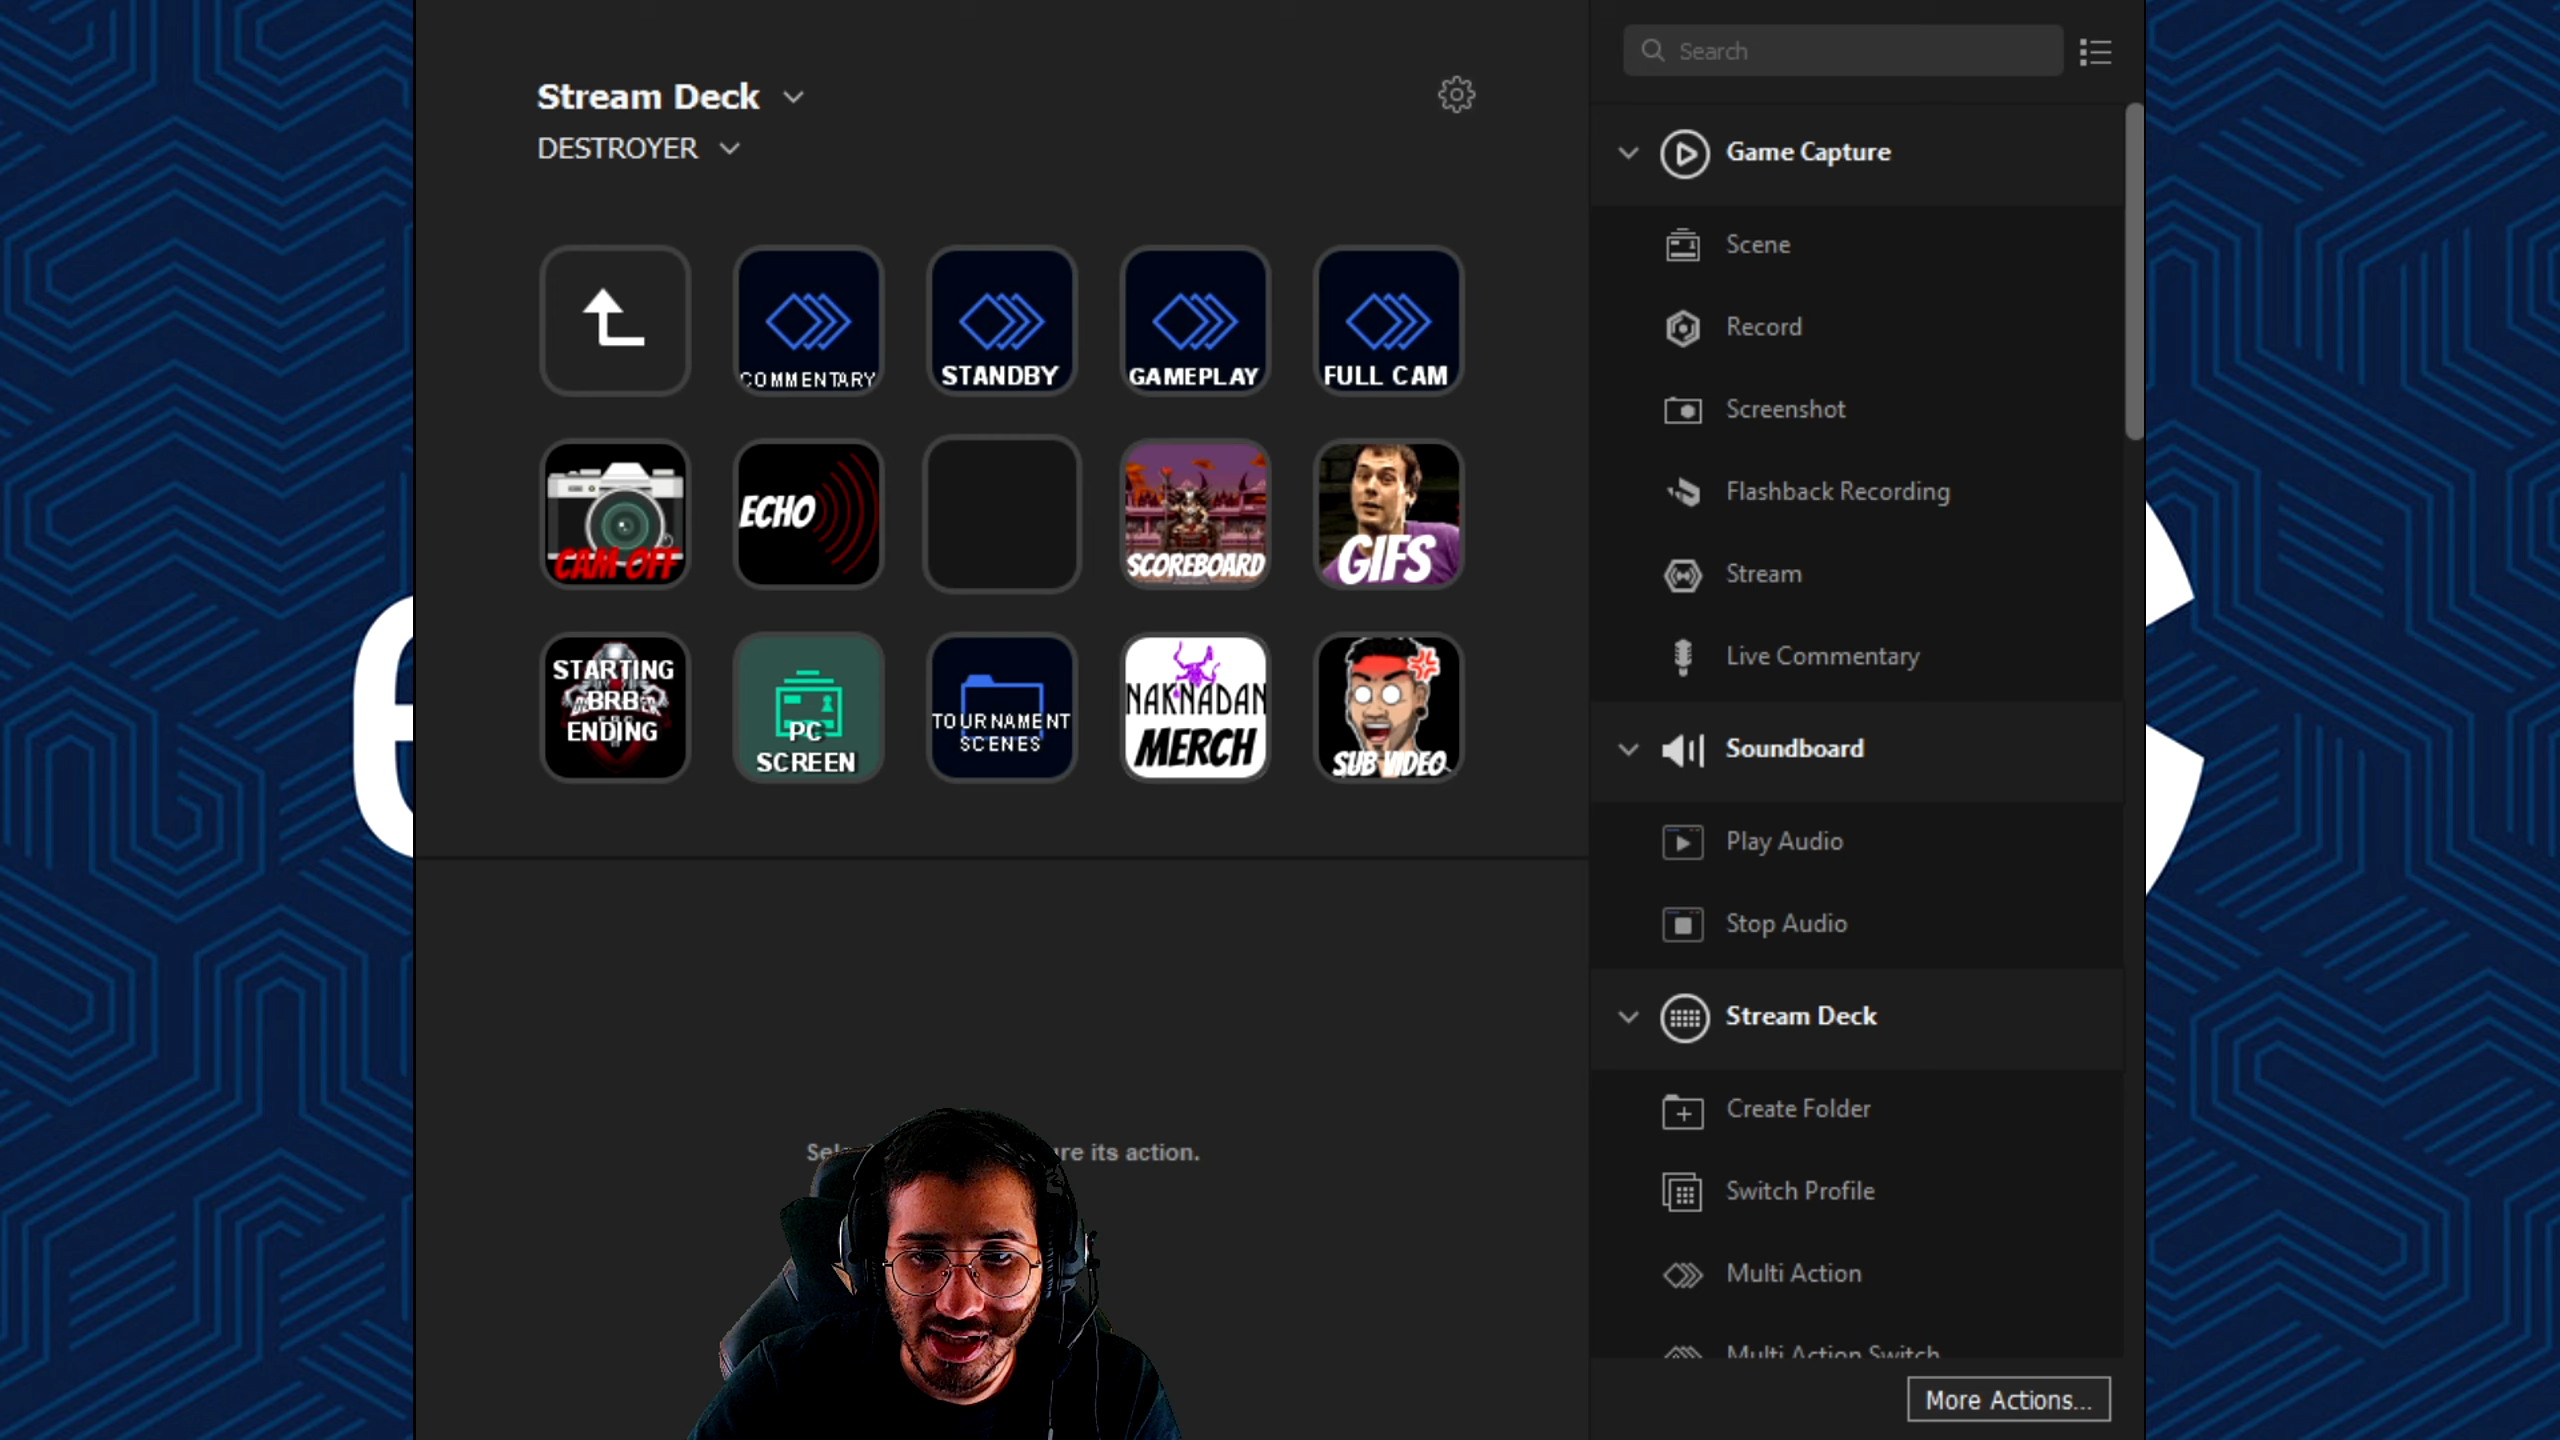 Search
Stream Deck
DESTROYER
Game Capture
Scene
Record
Screenshot
Flashback Recording
Stream
Live Commentary
Soundboard
Play Audio
Stop Audio
Stream Deck
Create Folder
Switch Profile
Multi Action
Multi Action Switch
More Actions...
COMMENTARY
STANDBY
GAMEPLAY
FULL CAM
CAM OFF
ECHO
SCOREBOARD
GIFS
STARTING
BRB
ENDING
PC
SCREEN
TOURNAMENT
SCENES
NAKNADAN
MERCH
SUB VIDEO
its action.
e